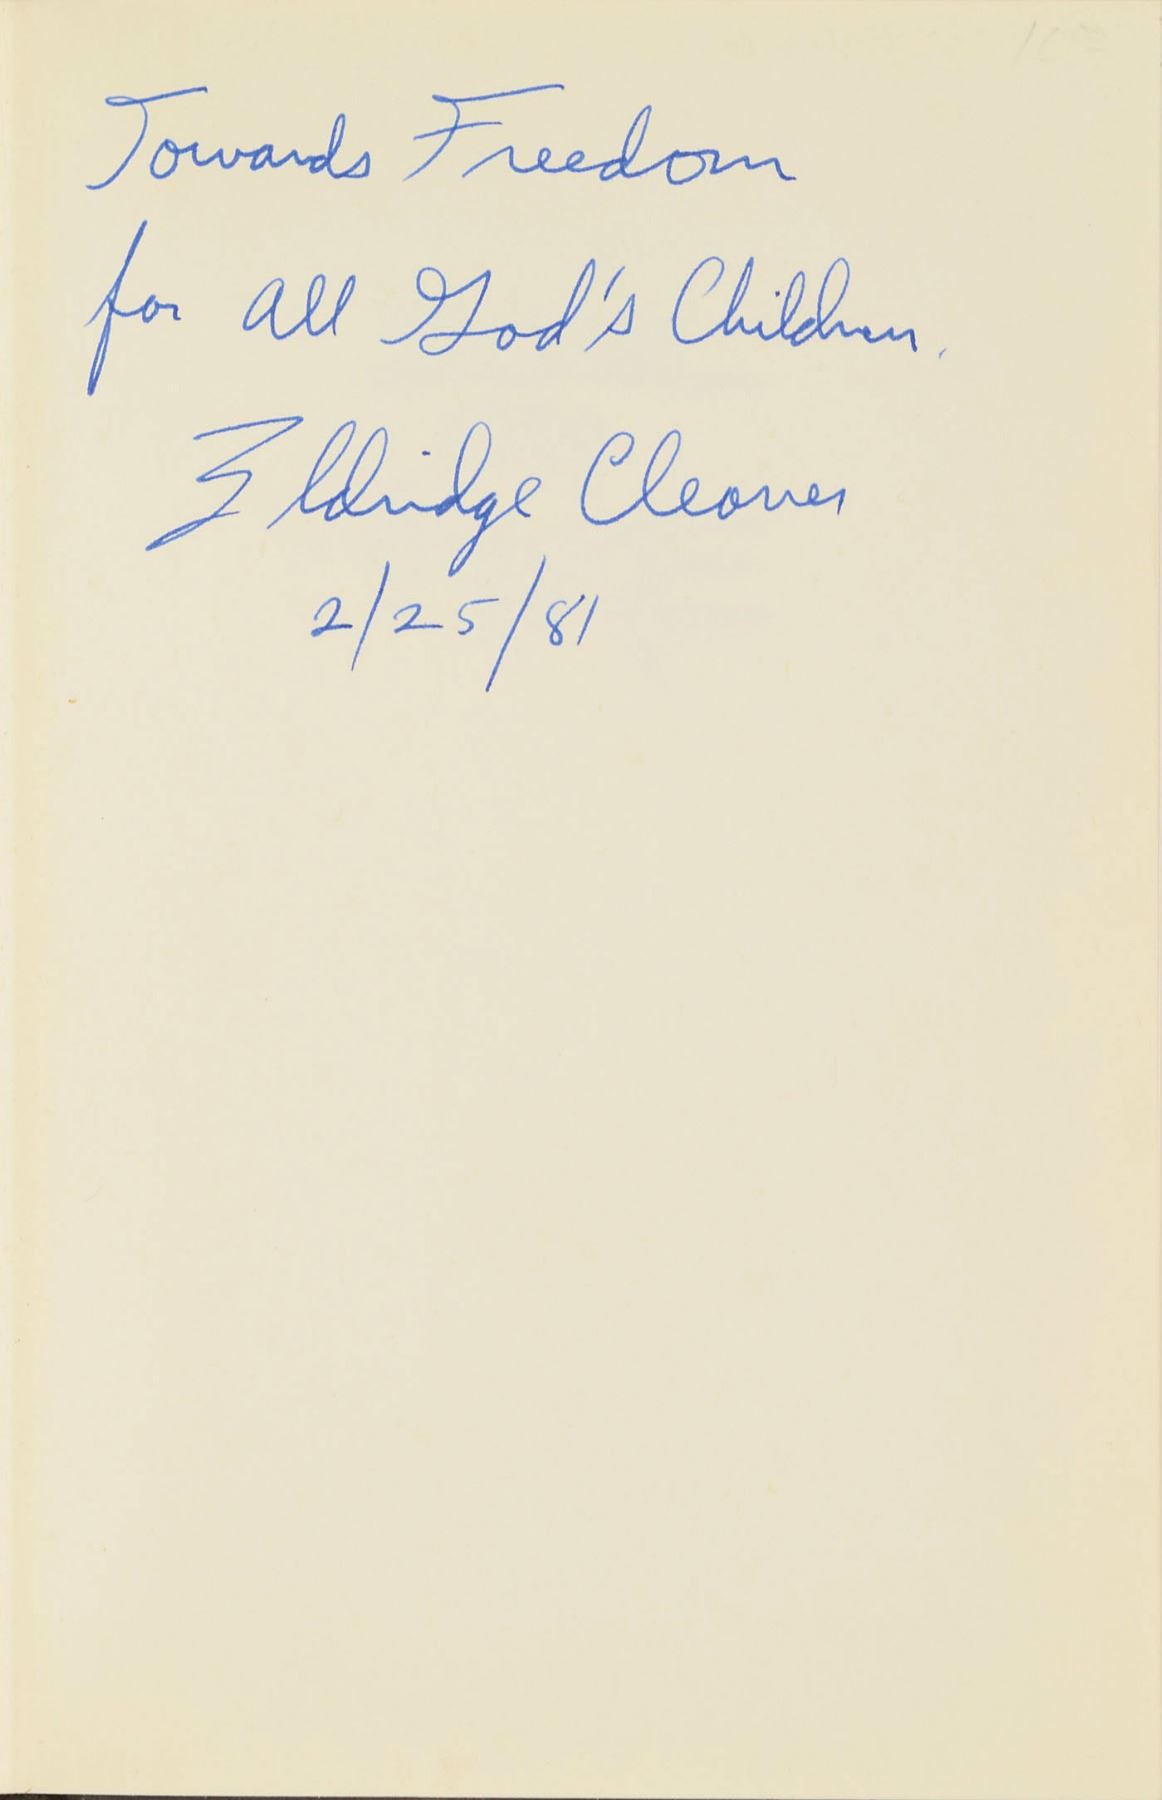 Towards Freedom
for all God's Children.
Eldridge Cleaver
2/25/81